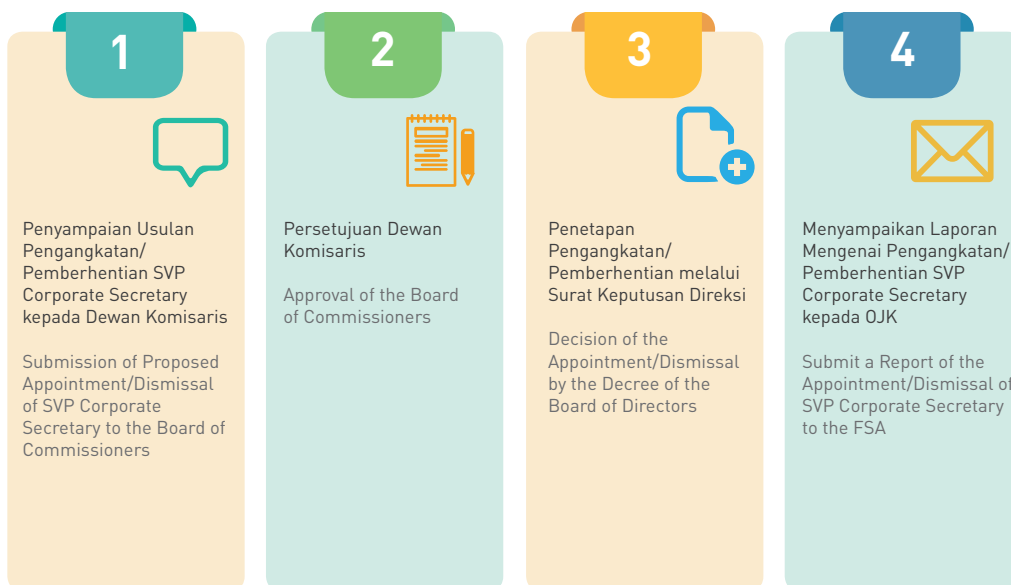 1
Penyampaian Usulan
Pengangkatan/
Pemberhentian SVP
Corporate Secretary
kepada Dewan Komisaris
Submission of Proposed
Appointment/Dismissal
of SVP Corporate
Secretary to the Board of
Commissioners
2
Persetujuan Dewan
Komisaris
Approval of the Board
of Commissioners
3
Penetapan
Pengangkatan/
Pemberhentian melalui
Surat Keputusan Direksi
Decision of the
Appointment/Dismissal
by the Decree of the
Board of Directors
4
Menyampaikan Laporan
Mengenai Pengangkatan/
Pemberhentian SVP
Corporate Secretary
kepada OJK
Submit a Report of the
Appointment/Dismissal of
SVP Corporate Secretary
to the FSA